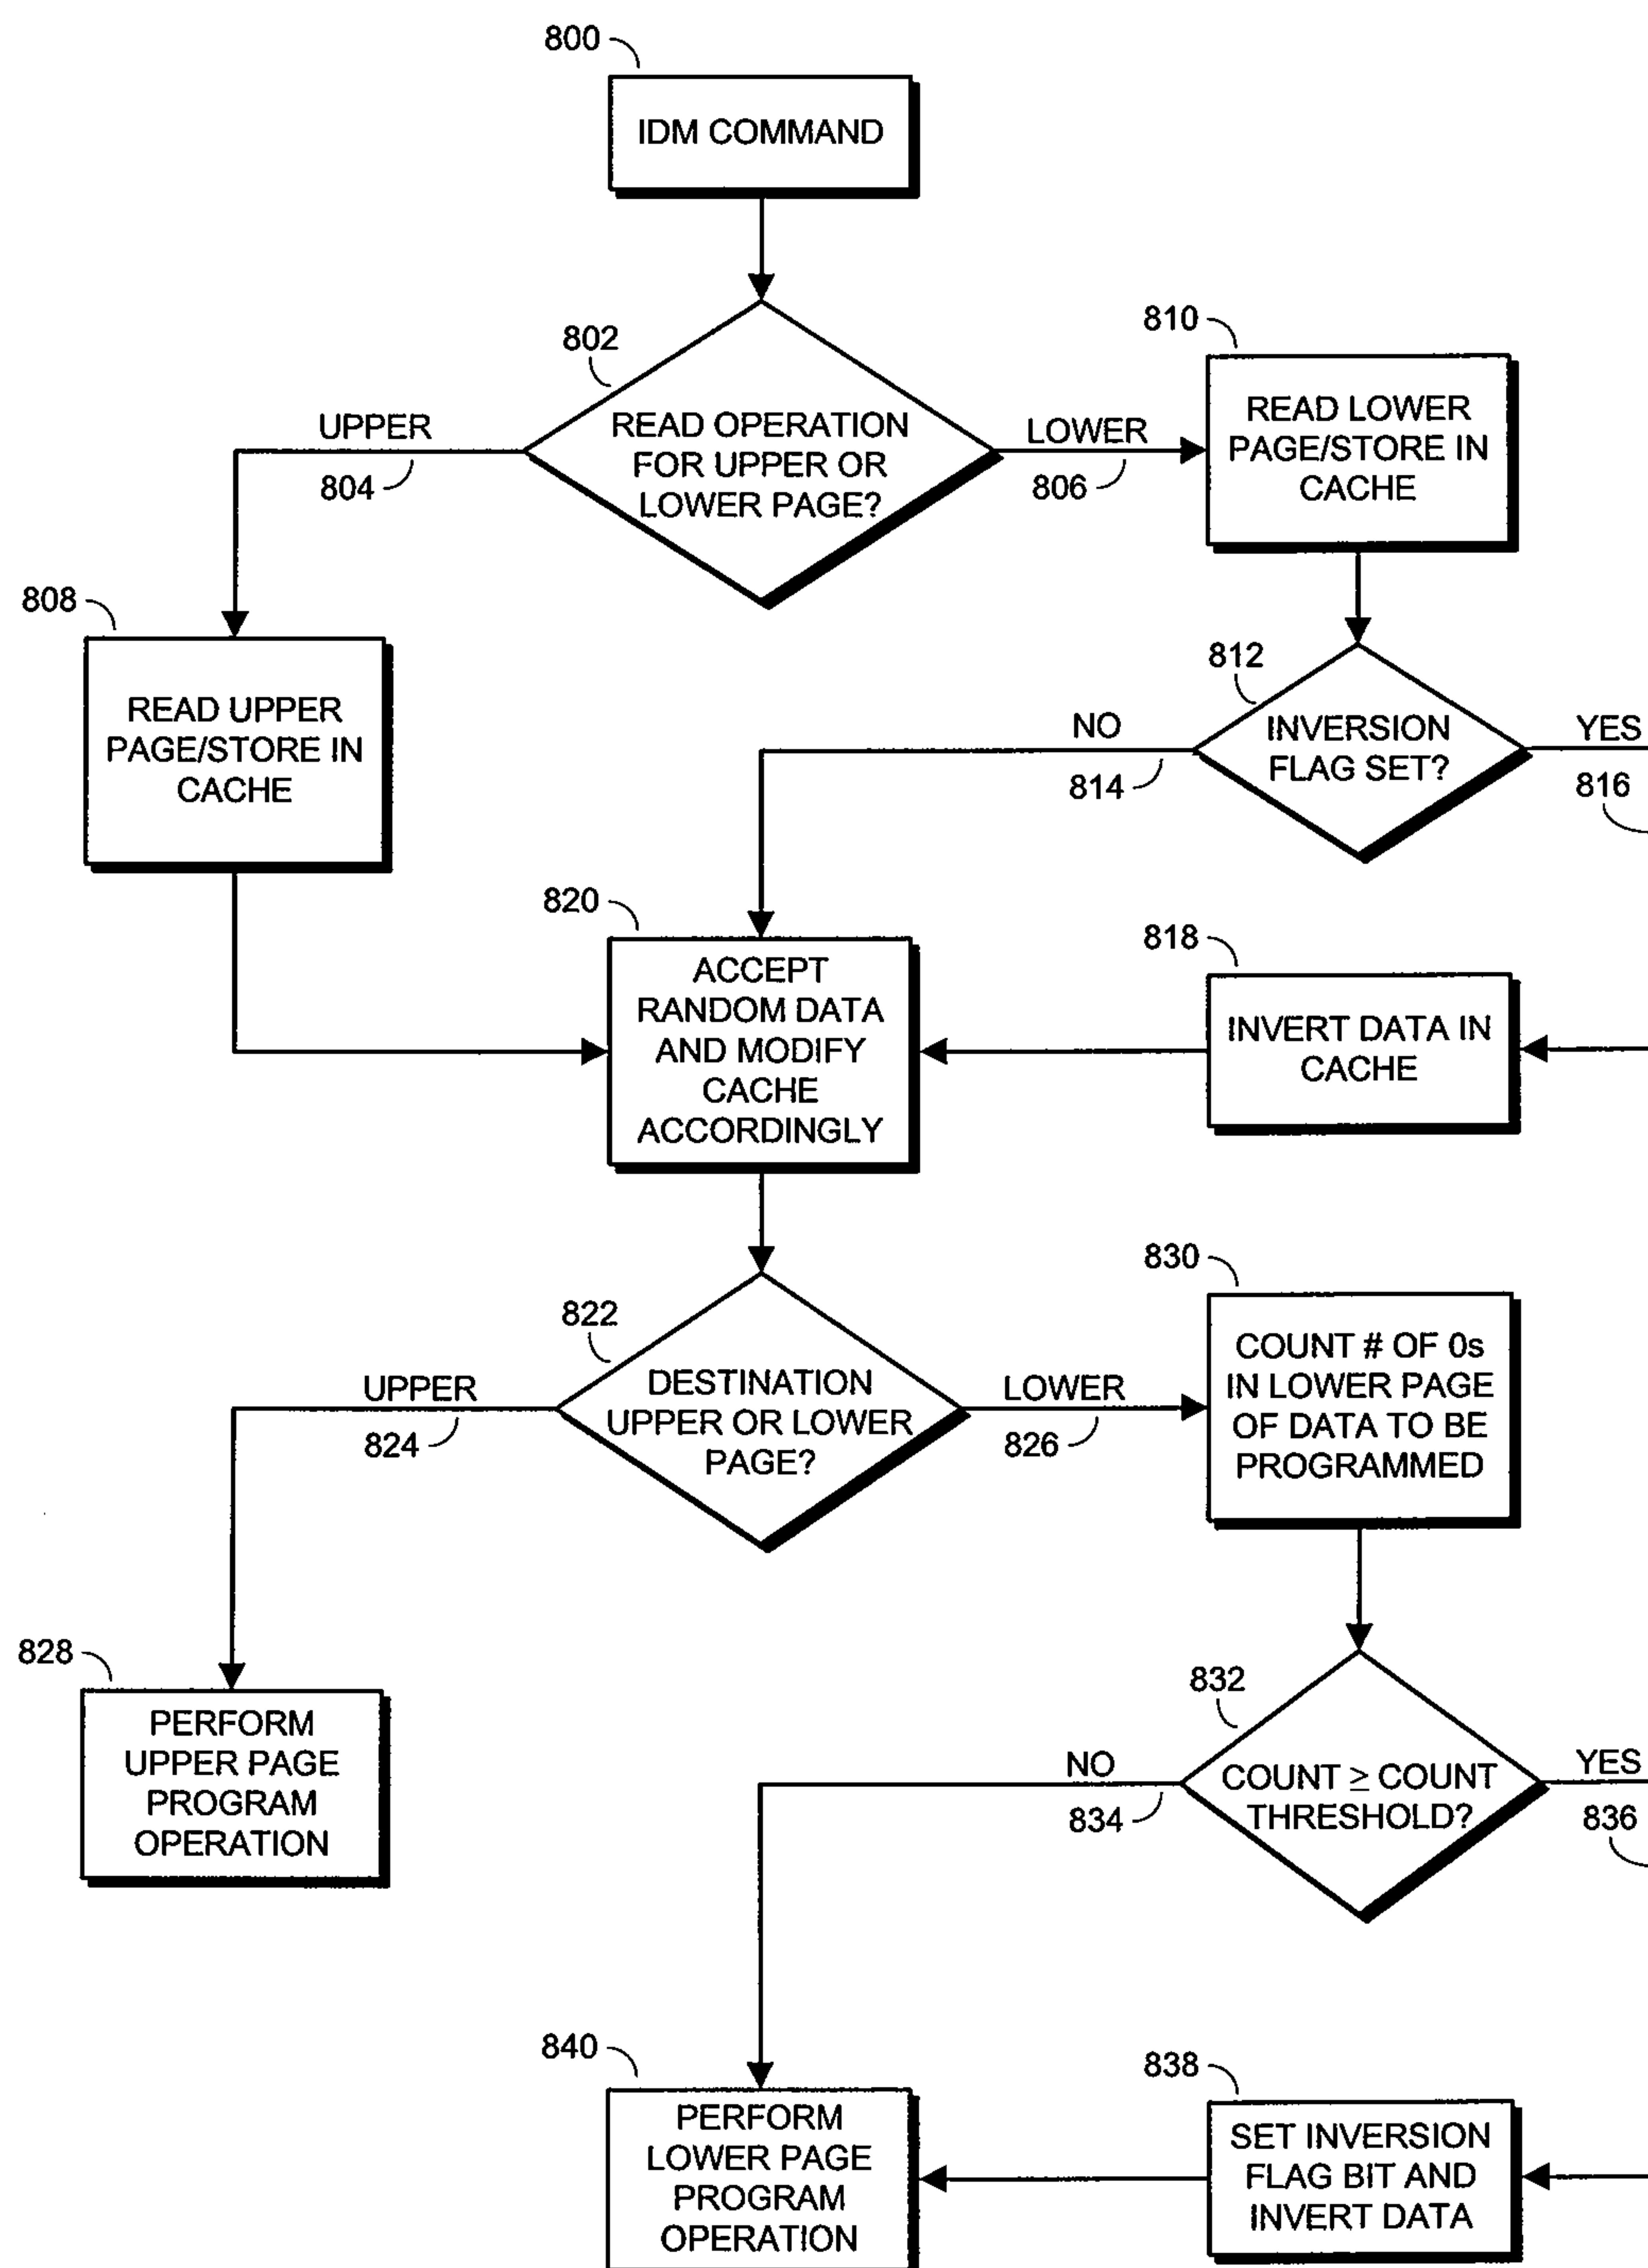 800
IDM COMMAND
802
READ OPERATION
FOR UPPER OR
LOWER PAGE?
UPPER
804
LOWER
806
810
READ LOWER
PAGE/STORE IN
CACHE
808
READ UPPER
PAGE/STORE IN
CACHE
812
INVERSION
FLAG SET?
NO
814
YES
816
820
ACCEPT
RANDOM DATA
AND MODIFY
CACHE
ACCORDINGLY
818
INVERT DATA IN
CACHE
822
DESTINATION
UPPER OR LOWER
PAGE?
UPPER
824
LOWER
826
830
COUNT # OF 0s
IN LOWER PAGE
OF DATA TO BE
PROGRAMMED
828
PERFORM
UPPER PAGE
PROGRAM
OPERATION
832
COUNT ≥ COUNT
THRESHOLD?
NO
834
YES
836
840
PERFORM
LOWER PAGE
PROGRAM
OPERATION
838
SET INVERSION
FLAG BIT AND
INVERT DATA